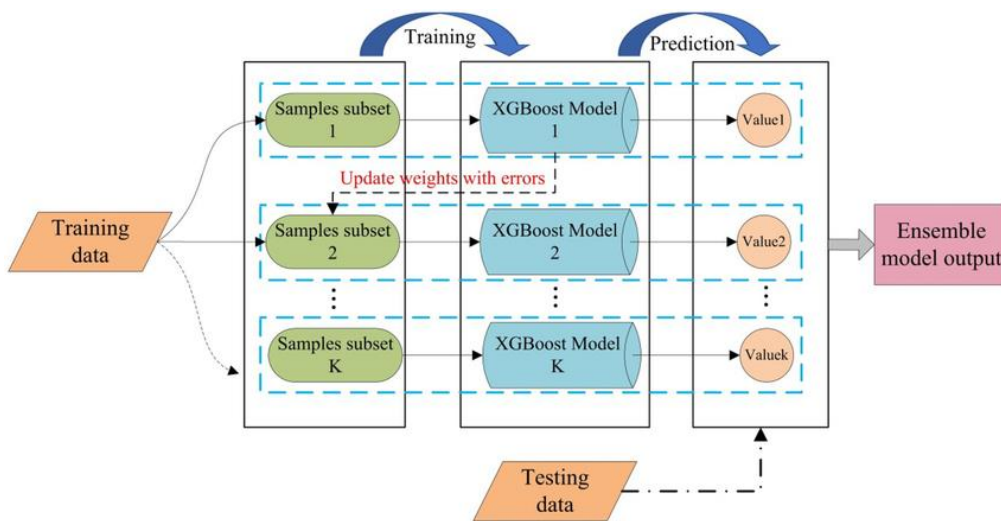 Training
Prediction
Samples subset
1
XGBoost Model
1
Value1
Update weights with errors
Training
data
Samples subset
2
XGBoost Model
2
Value2
Ensemble
model output
Samples subset
K
XGBoost Model
K
Valuek
Testing
data